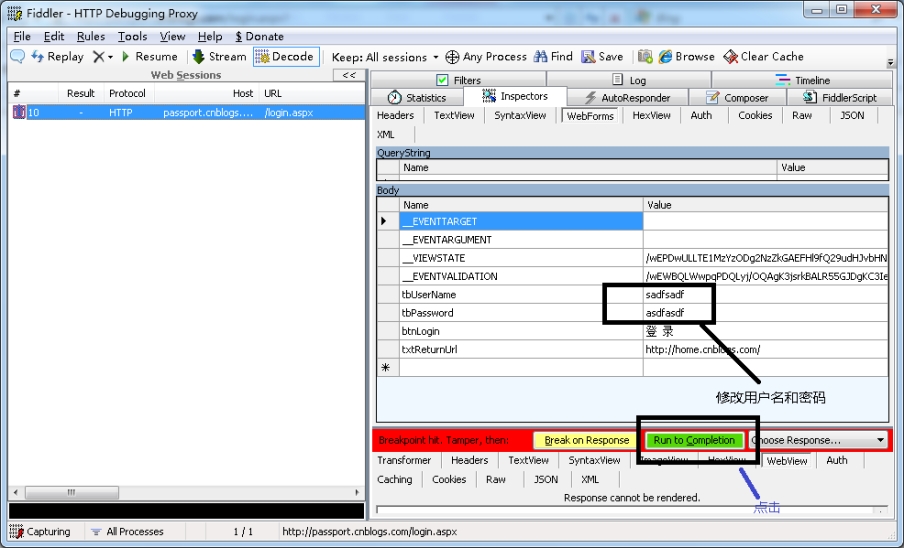 Fiddler - HTTP Debugging Proxy
File Edit Rules Tools View Help $ Donate
Replay Resume Stream Decode Keep: All sessions Any Process Find Save Browse Clear Cache
Web Sessions <<
# Result Protocol Host URL
10 - HTTP passport.cnblogs.... /login.aspx
Filters Log Timeline
Statistics Inspectors AutoResponder Composer FiddlerScript
Headers TextView SyntaxView WebForms HexView Auth Cookies Raw JSON
XML
QueryString
Name Value
Body
Name Value
__EVENTTARGET
__EVENTARGUMENT
__VIEWSTATE
__EVENTVALIDATION
tbUserName sadfsadf
tbPassword asdfasdf
btnLogin 登 录
txtReturnUrl http://home.cnblogs.com/
修改用户名和密码
Breakpoint hit. Tamper, then: Break on Response Run to Completion Choose Response...
Transformer Headers TextView SyntaxView ImageView HexView WebView Auth
Caching Cookies Raw JSON XML
Response cannot be rendered.
点击
Capturing All Processes 1 / 1 http://passport.cnblogs.com/login.aspx